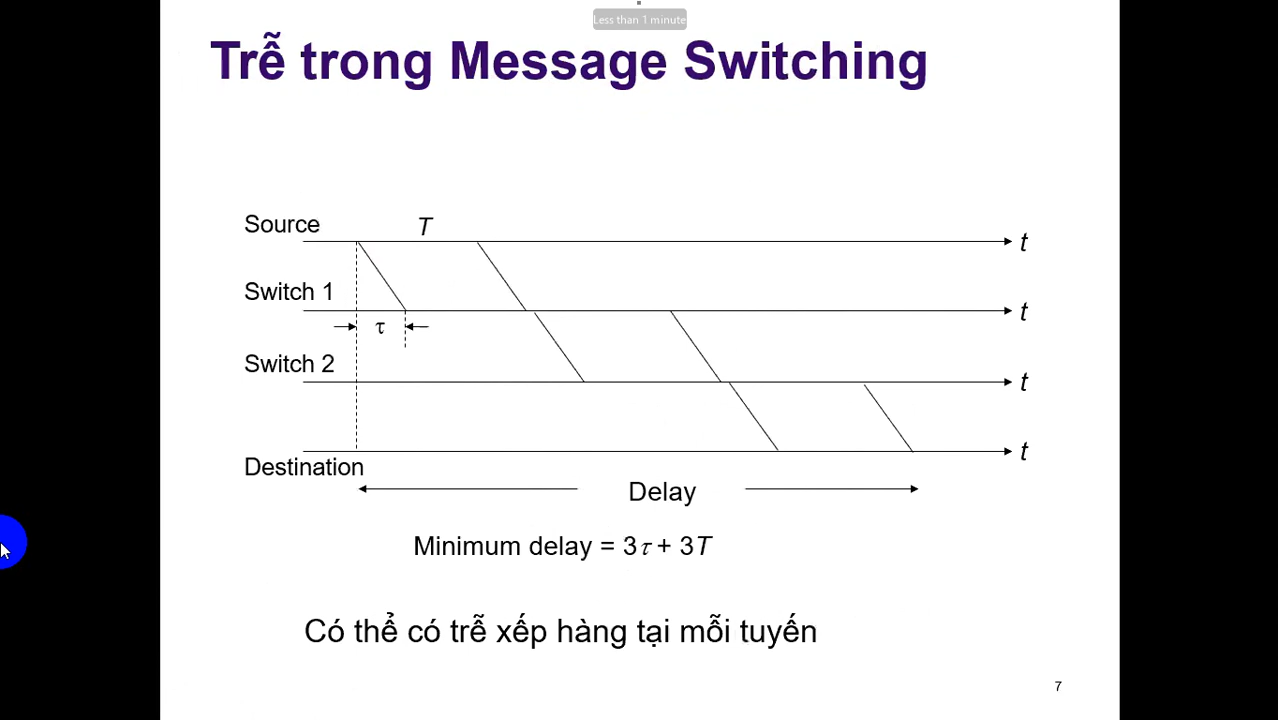 Less than 1 minute
Trễ trong Message Switching
Source
T
t
Switch 1
t
τ
Switch 2
t
t
Destination
Delay
Minimum delay = 3τ + 3T
Có thể có trễ xếp hàng tại mỗi tuyến
7